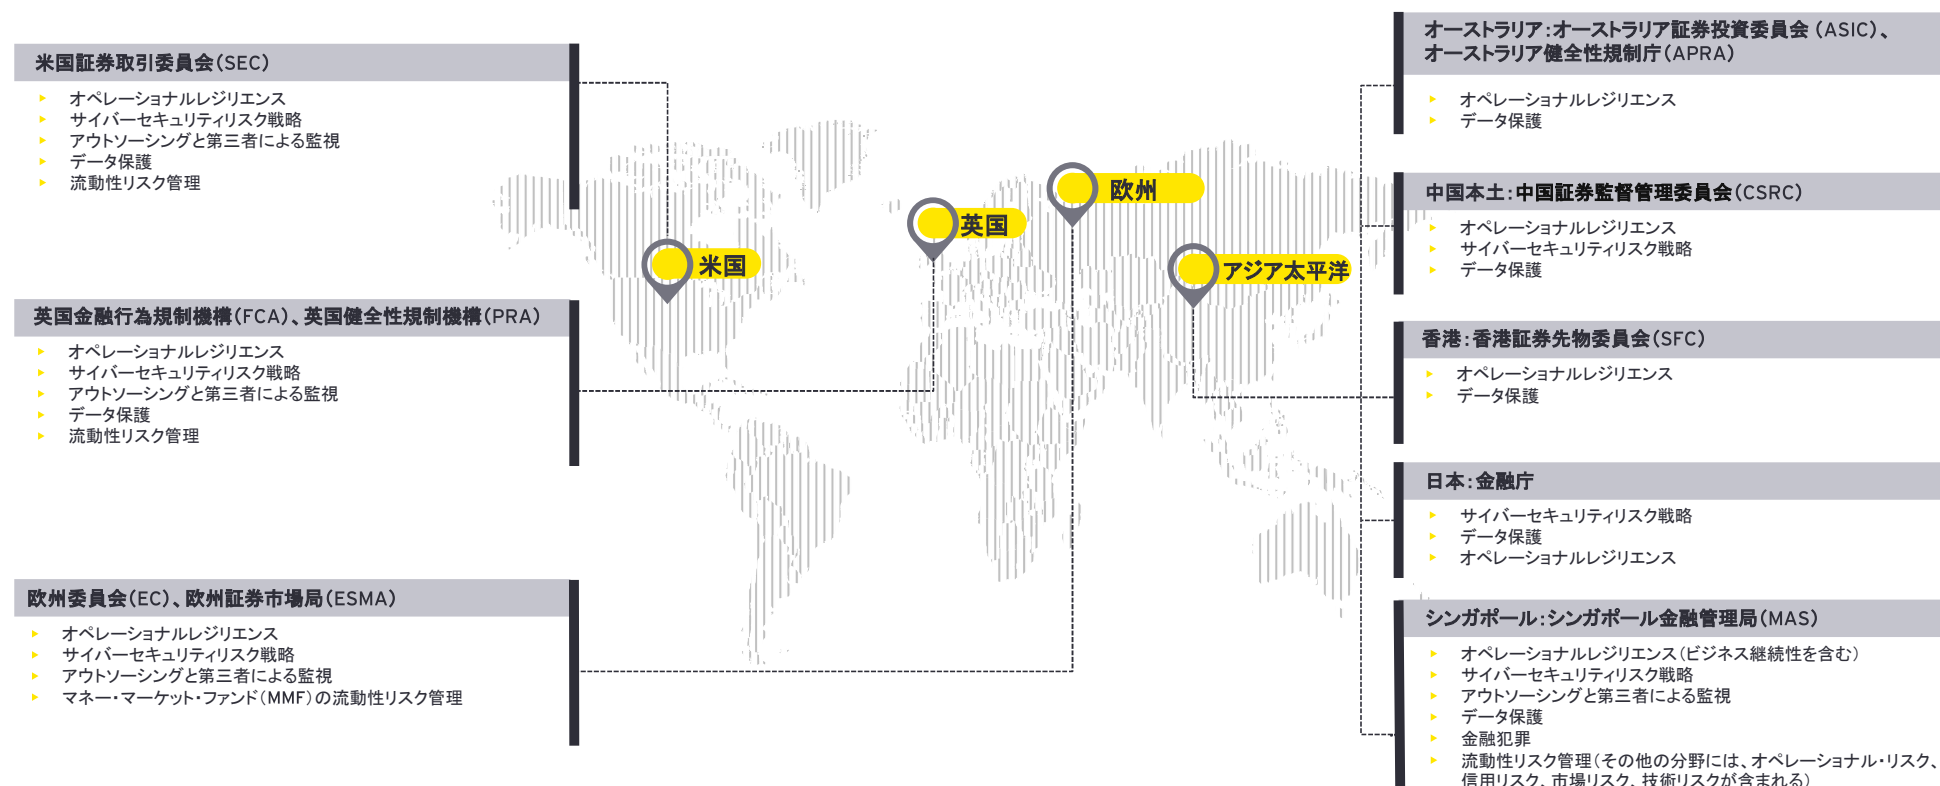 米国証券取引委員会(SEC)
オペレーショナルレジリエンス
サイバーセキュリティリスク戦略
アウトソーシングと第三者による監視
データ保護
流動性リスク管理
英国金融行為規制機構(FCA)、英国健全性規制機構(PRA)
オペレーショナルレジリエンス
サイバーセキュリティリスク戦略
アウトソーシングと第三者による監視
データ保護
流動性リスク管理
欧州委員会(EC)、欧州証券市場局(ESMA)
オペレーショナルレジリエンス
サイバーセキュリティリスク戦略
アウトソーシングと第三者による監視
マネー・マーケット・ファンド(MMF)の流動性リスク管理
米国
英国
欧州
アジア太平洋
オーストラリア:オーストラリア証券投資委員会 (ASIC)、
オーストラリア健全性規制庁(APRA)
オペレーショナルレジリエンス
データ保護
中国本土:中国証券監督管理委員会(CSRC)
オペレーショナルレジリエンス
サイバーセキュリティリスク戦略
データ保護
香港:香港証券先物委員会(SFC)
オペレーショナルレジリエンス
データ保護
日本:金融庁
サイバーセキュリティリスク戦略
データ保護
オペレーショナルレジリエンス
シンガポール:シンガポール金融管理局(MAS)
オペレーショナルレジリエンス(ビジネス継続性を含む)
サイバーセキュリティリスク戦略
アウトソーシングと第三者による監視
データ保護
金融犯罪
流動性リスク管理(その他の分野には、オペレーショナル・リスク、
信用リスク、市場リスク、技術リスクが含まれる)